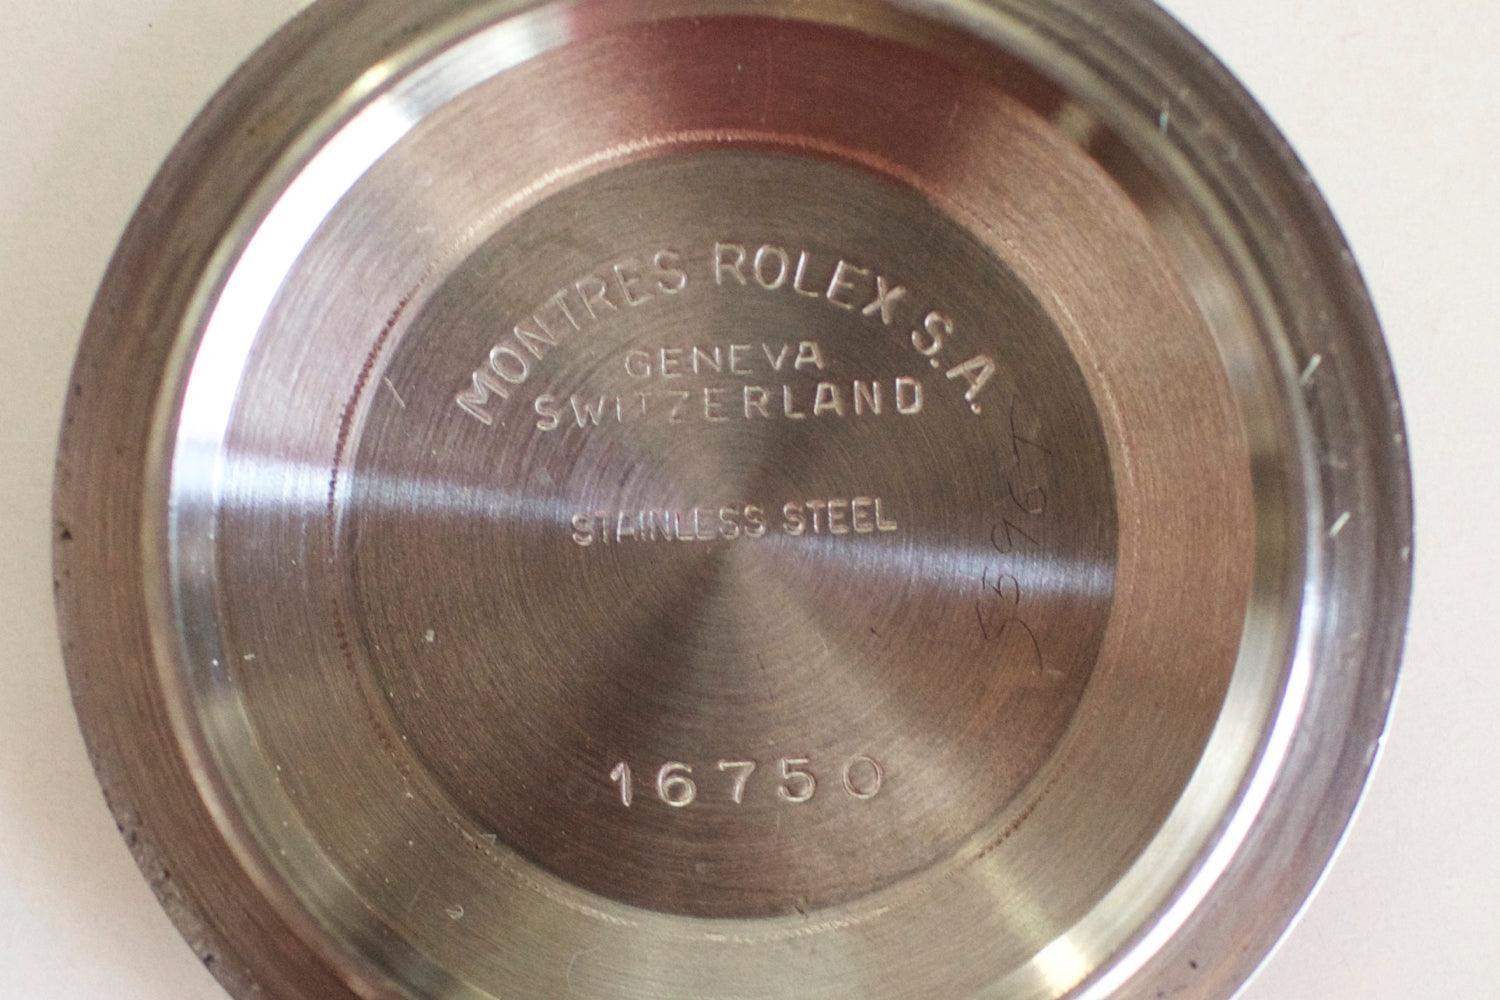 MONTRES ROLEX S.A.
GENEVA
SWITZERLAND
STAINLESS STEEL
16750